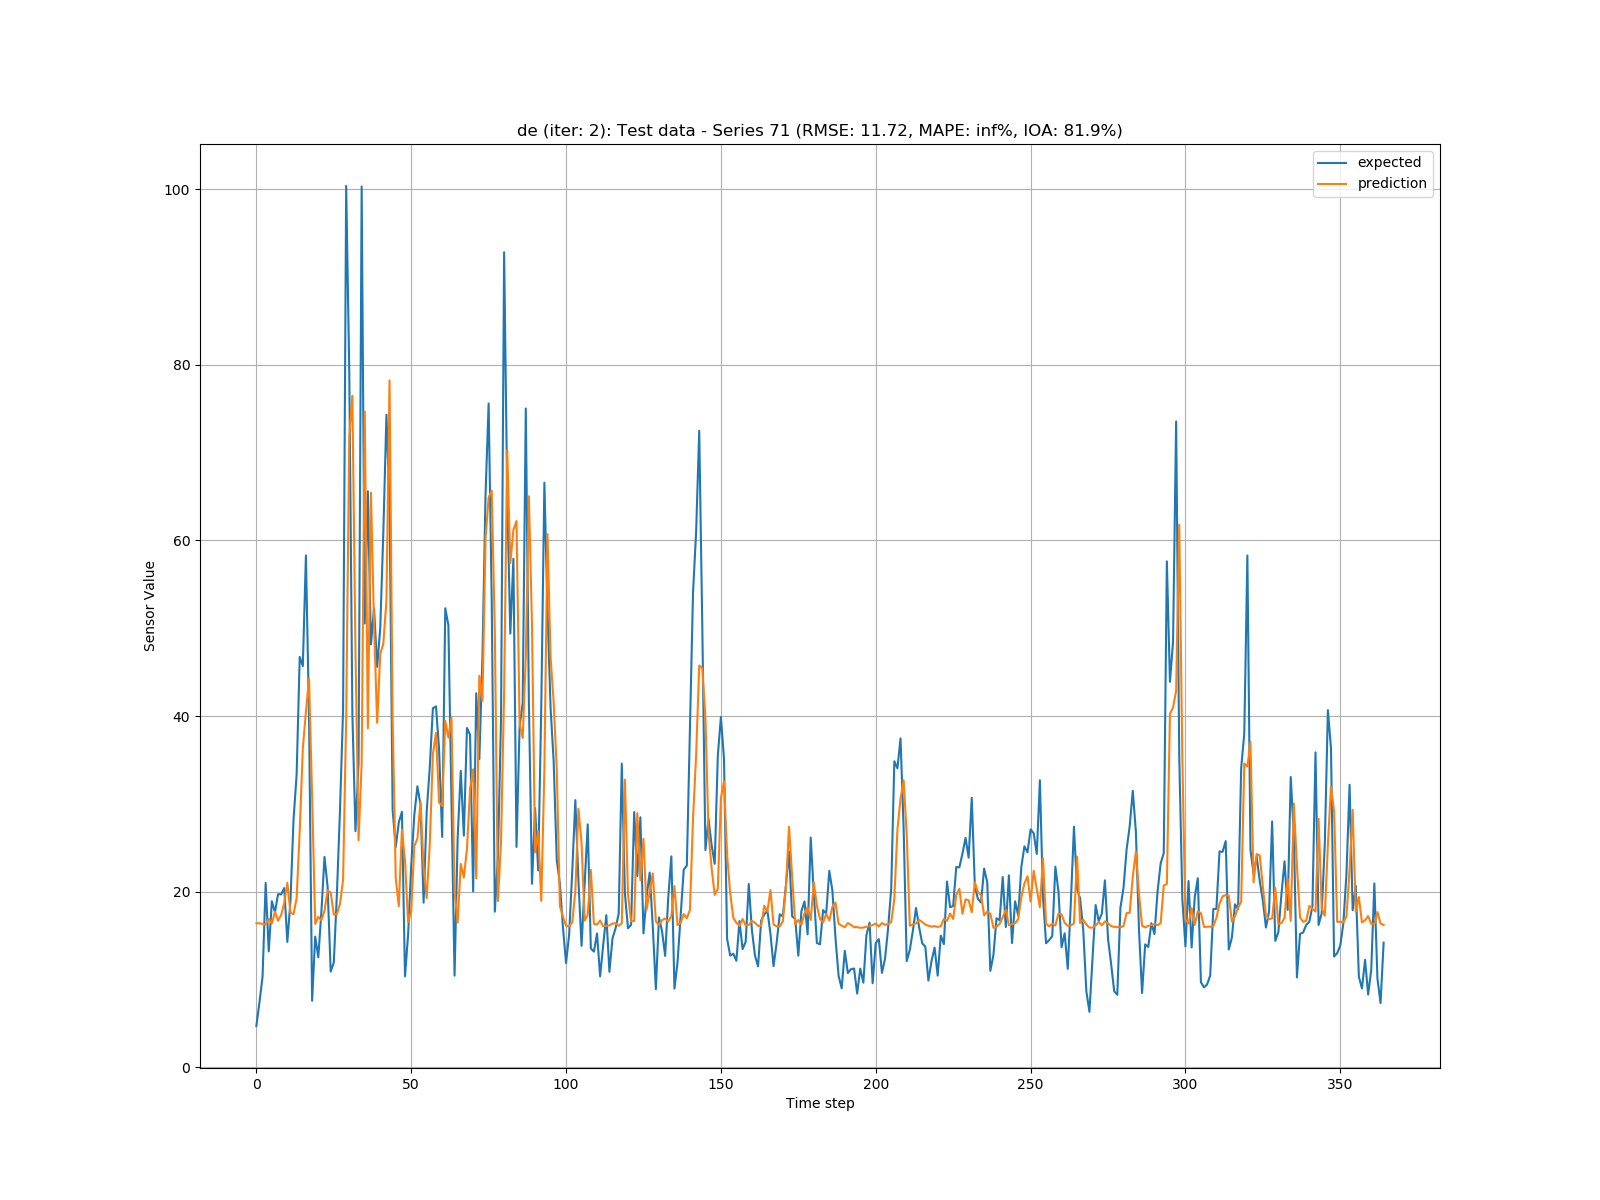 de (iter: 2): Test data - Series 71 (RMSE: 11.72, MAPE: inf%, IOA: 81.9%)
expected
prediction
100
80
60
40
20
0
Sensor Value
0 50 100 150 200 250 300 350
Time step